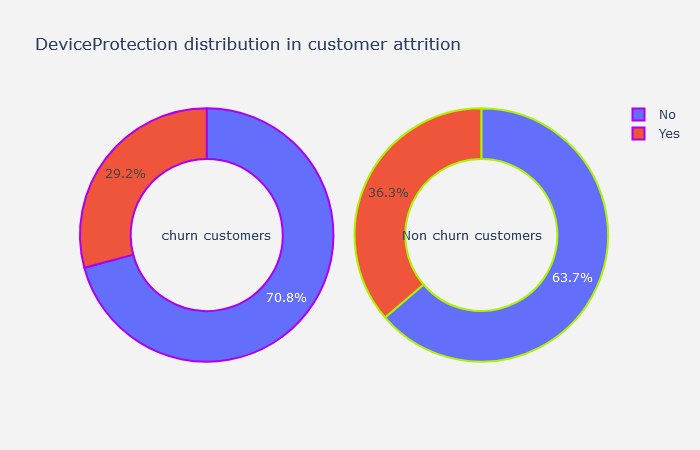 DeviceProtection distribution in customer attrition
No
Yes
29.2%
churn customers
70.8%
36.3%
Non churn customers
63.7%